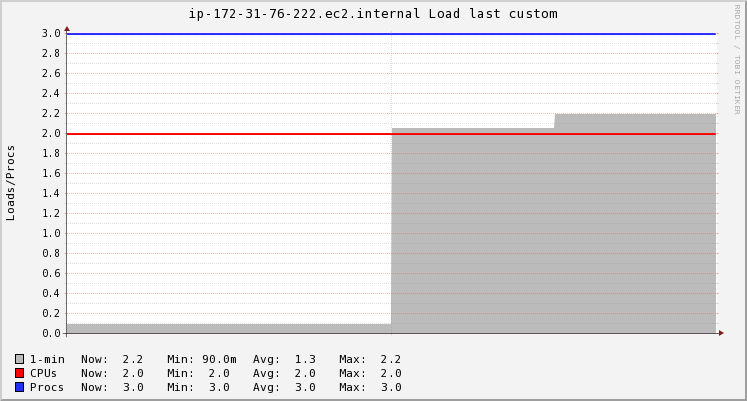 ip-172-31-76-222.ec2.internal Load last custom
RRDTOOL / TOBI OETIKER
Loads/Procs
3.0
2.8
2.6
2.4
2.2
2.0
1.8
1.6
1.4
1.2
1.0
0.8
0.6
0.4
0.2
0.0
1-min Now: 2.2 Min: 90.0m Avg: 1.3 Max: 2.2
CPUs Now: 2.0 Min: 2.0 Avg: 2.0 Max: 2.0
Procs Now: 3.0 Min: 3.0 Avg: 3.0 Max: 3.0